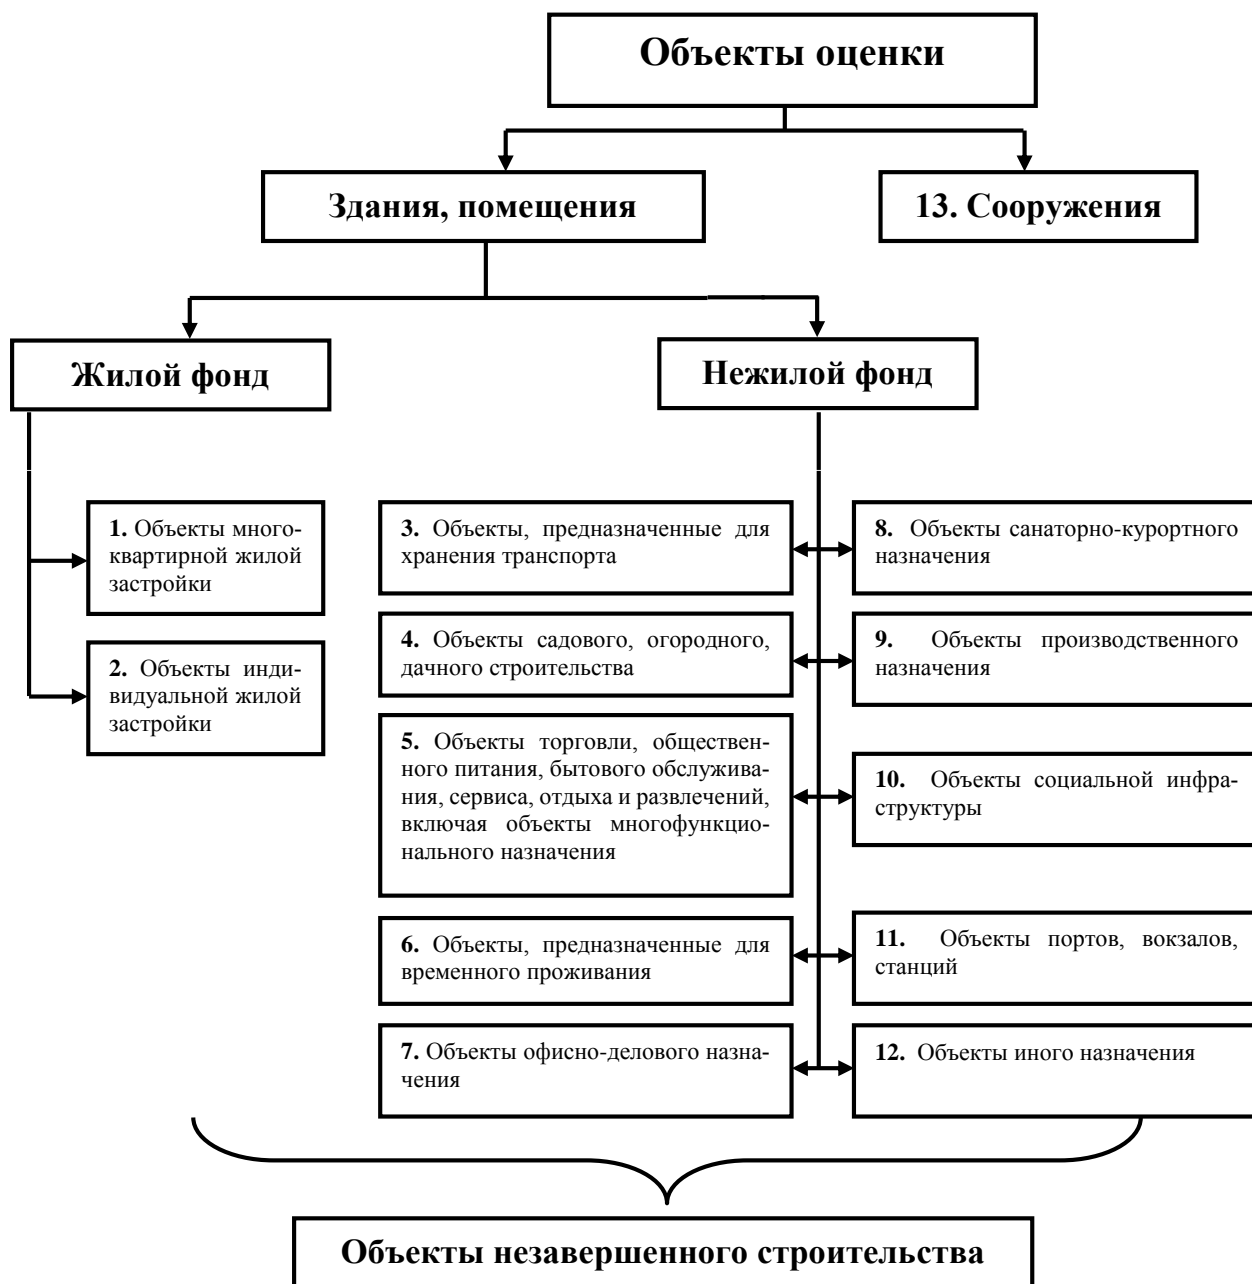 Объекты оценки
Здания, помещения
13. Сооружения
Жилой фонд
Нежилой фонд
1. Объекты много-
квартирной жилой
застройки
2. Объекты инди-
видуальной жилой
застройки
3. Объекты, предназначенные для
хранения транспорта
4. Объекты садового, огородного,
дачного строительства
5. Объекты торговли, обществен-
ного питания, бытового обслужива-
ния, сервиса, отдыха и развлечений,
включая объекты многофункцио-
нального назначения
6. Объекты, предназначенные для
временного проживания
7. Объекты офисно-делового назна-
чения
8. Объекты санаторно-курортного
назначения
9. Объекты производственного
назначения
10. Объекты социальной инфра-
структуры
11. Объекты портов, вокзалов,
станций
12. Объекты иного назначения
Объекты незавершенного строительства